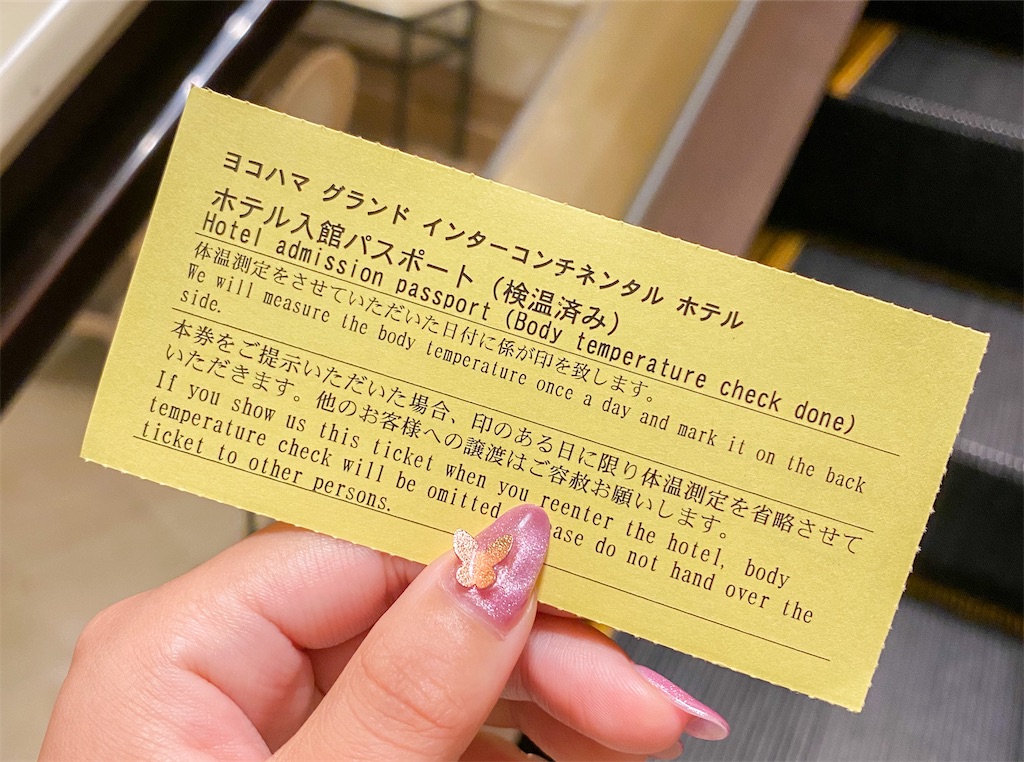 ヨコハマ グランド インターコンチネンタル ホテル
ホテル入館パスポート（検温済み）
Hotel admission passport (Body temperature check done)
体温測定をさせていただいた日付に係が印を致します。
We will measure the body temperature once a day and mark it on the back
side.
本券をご提示いただいた場合、印のある日に限り体温測定を省略させて
いただきます。他のお客様への譲渡はご容赦お願いします。
If you show us this ticket when you reenter the hotel, body
temperature check will be omitted ase do not hand over the
ticket to other persons.